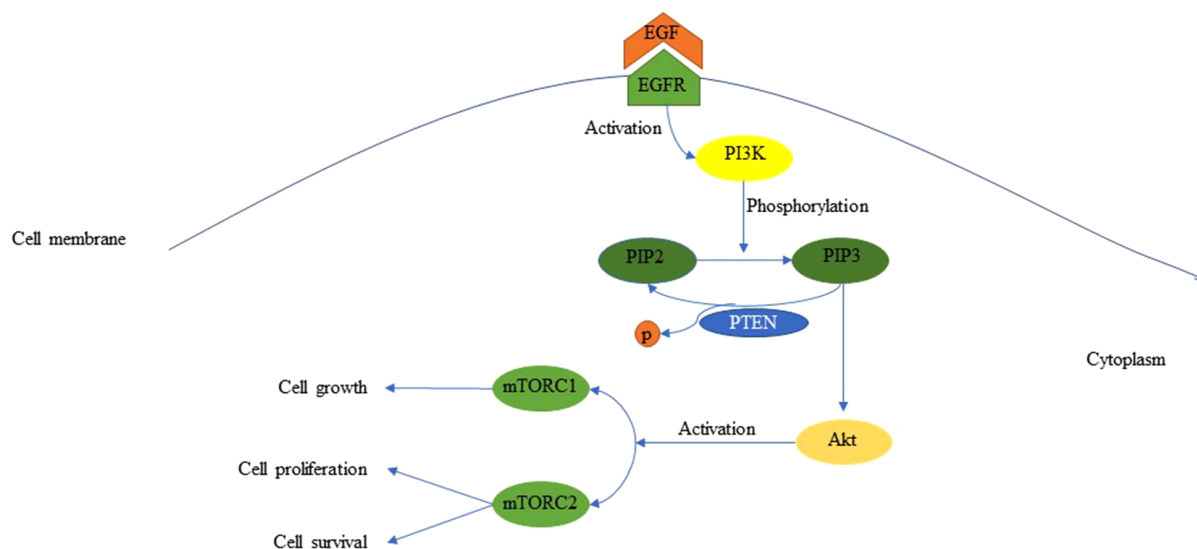 EGF
EGFR
Activation
PI3K
Phosphorylation
Cell membrane
PIP2
PIP3
PTEN
p
Cytoplasm
mTORC1
Cell growth
Activation
Akt
Cell proliferation
mTORC2
Cell survival